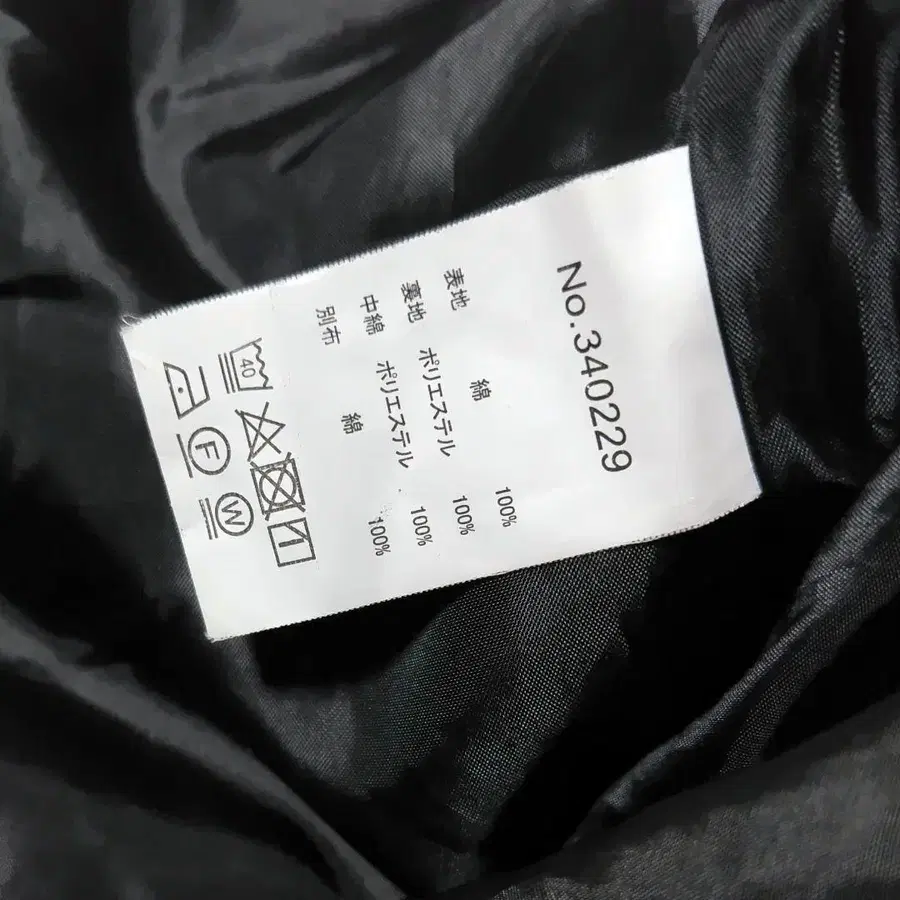 No.340229
表地 綿 100%
裏地 ポリエステル 100%
中綿 ポリエステル 100%
別布 綿 100%
40
F
W